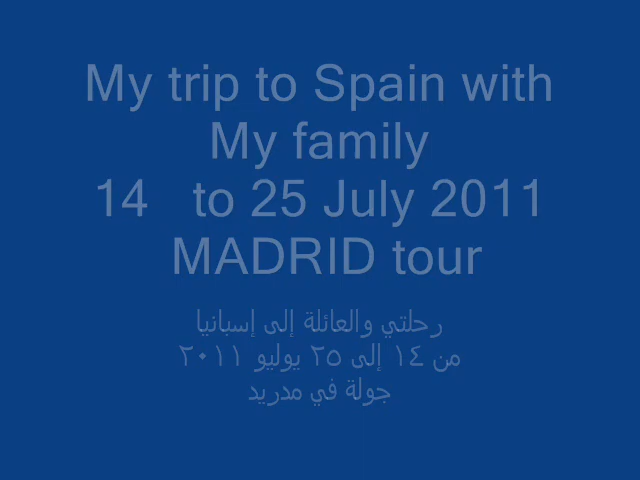 My trip to Spain with
My family
14 to 25 July 2011
MADRID tour
رحلتي والعائلة إلى إسبانيا
من ١٤ إلى ٢٥ يوليو ٢٠١١
جولة في مدريد